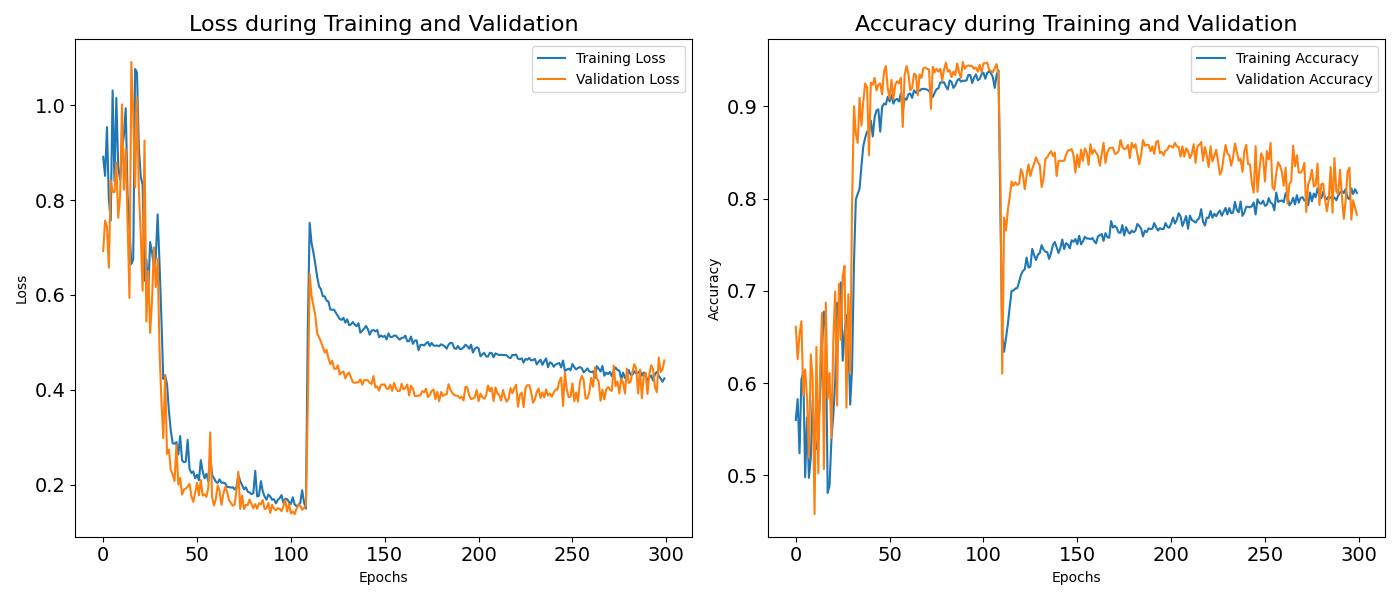 Loss during Training and Validation
Training Loss
Validation Loss
1.0
0.8
0.6
0.4
0.2
Loss
0 50 100 150 200 250 300
Epochs
Accuracy during Training and Validation
Training Accuracy
Validation Accuracy
0.9
0.8
0.7
0.6
0.5
Accuracy
0 50 100 150 200 250 300
Epochs